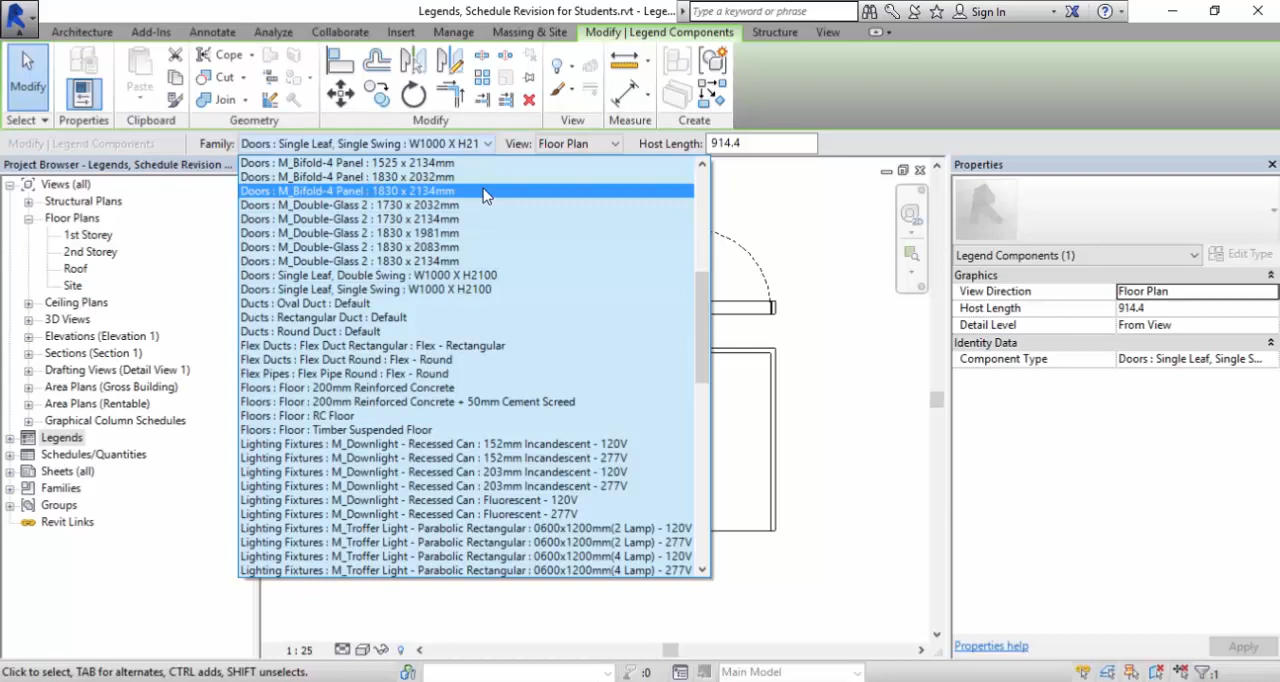 Legends, Schedule Revision for Students.rvt - Lege...
Type a keyword or phrase
Sign In
Architecture
Add-Ins
Annotate
Analyze
Collaborate
Insert
Manage
Massing & Site
Modify | Legend Components
Structure
View
Modify
Paste
Cope
Cut
Join
Select
Properties
Clipboard
Geometry
Modify
View
Measure
Create
Modify | Legend Components
Family:
Doors : Single Leaf, Single Swing : W1000 X H21
View:
Floor Plan
Host Length:
914.4
Project Browser - Legends, Schedule Revision ...
Views (all)
Structural Plans
Floor Plans
1st Storey
2nd Storey
Roof
Site
Ceiling Plans
3D Views
Elevations (Elevation 1)
Sections (Section 1)
Drafting Views (Detail View 1)
Area Plans (Gross Building)
Area Plans (Rentable)
Graphical Column Schedules
Legends
Schedules/Quantities
Sheets (all)
Families
Groups
Revit Links
Doors : M_Bifold-4 Panel : 1525 x 2134mm
Doors : M_Bifold-4 Panel : 1830 x 2032mm
Doors : M_Bifold-4 Panel : 1830 x 2134mm
Doors : M_Double-Glass 2 : 1730 x 2032mm
Doors : M_Double-Glass 2 : 1730 x 2134mm
Doors : M_Double-Glass 2 : 1830 x 1981mm
Doors : M_Double-Glass 2 : 1830 x 2083mm
Doors : M_Double-Glass 2 : 1830 x 2134mm
Doors : Single Leaf, Double Swing : W1000 X H2100
Doors : Single Leaf, Single Swing : W1000 X H2100
Ducts : Oval Duct : Default
Ducts : Rectangular Duct : Default
Ducts : Round Duct : Default
Flex Ducts : Flex Duct Rectangular : Flex - Rectangular
Flex Ducts : Flex Duct Round : Flex - Round
Flex Pipes : Flex Pipe Round : Flex - Round
Floors : Floor : 200mm Reinforced Concrete
Floors : Floor : 200mm Reinforced Concrete + 50mm Cement Screed
Floors : Floor : RC Floor
Floors : Floor : Timber Suspended Floor
Lighting Fixtures : M_Downlight - Recessed Can : 152mm Incandescent - 120V
Lighting Fixtures : M_Downlight - Recessed Can : 152mm Incandescent - 277V
Lighting Fixtures : M_Downlight - Recessed Can : 203mm Incandescent - 120V
Lighting Fixtures : M_Downlight - Recessed Can : 203mm Incandescent - 277V
Lighting Fixtures : M_Downlight - Recessed Can : Fluorescent - 120V
Lighting Fixtures : M_Downlight - Recessed Can : Fluorescent - 277V
Lighting Fixtures : M_Troffer Light - Parabolic Rectangular : 0600x1200mm(2 Lamp) - 120V
Lighting Fixtures : M_Troffer Light - Parabolic Rectangular : 0600x1200mm(2 Lamp) - 277V
Lighting Fixtures : M_Troffer Light - Parabolic Rectangular : 0600x1200mm(4 Lamp) - 120V
Lighting Fixtures : M_Troffer Light - Parabolic Rectangular : 0600x1200mm(4 Lamp) - 277V
2D
Properties
Legend Components (1)
Edit Type
Graphics
View Direction
Floor Plan
Host Length
914.4
Detail Level
From View
Identity Data
Component Type
Doors : Single Leaf, Single S...
Properties help
Apply
1 : 25
Click to select, TAB for alternates, CTRL adds, SHIFT unselects.
:0
Main Model
:1